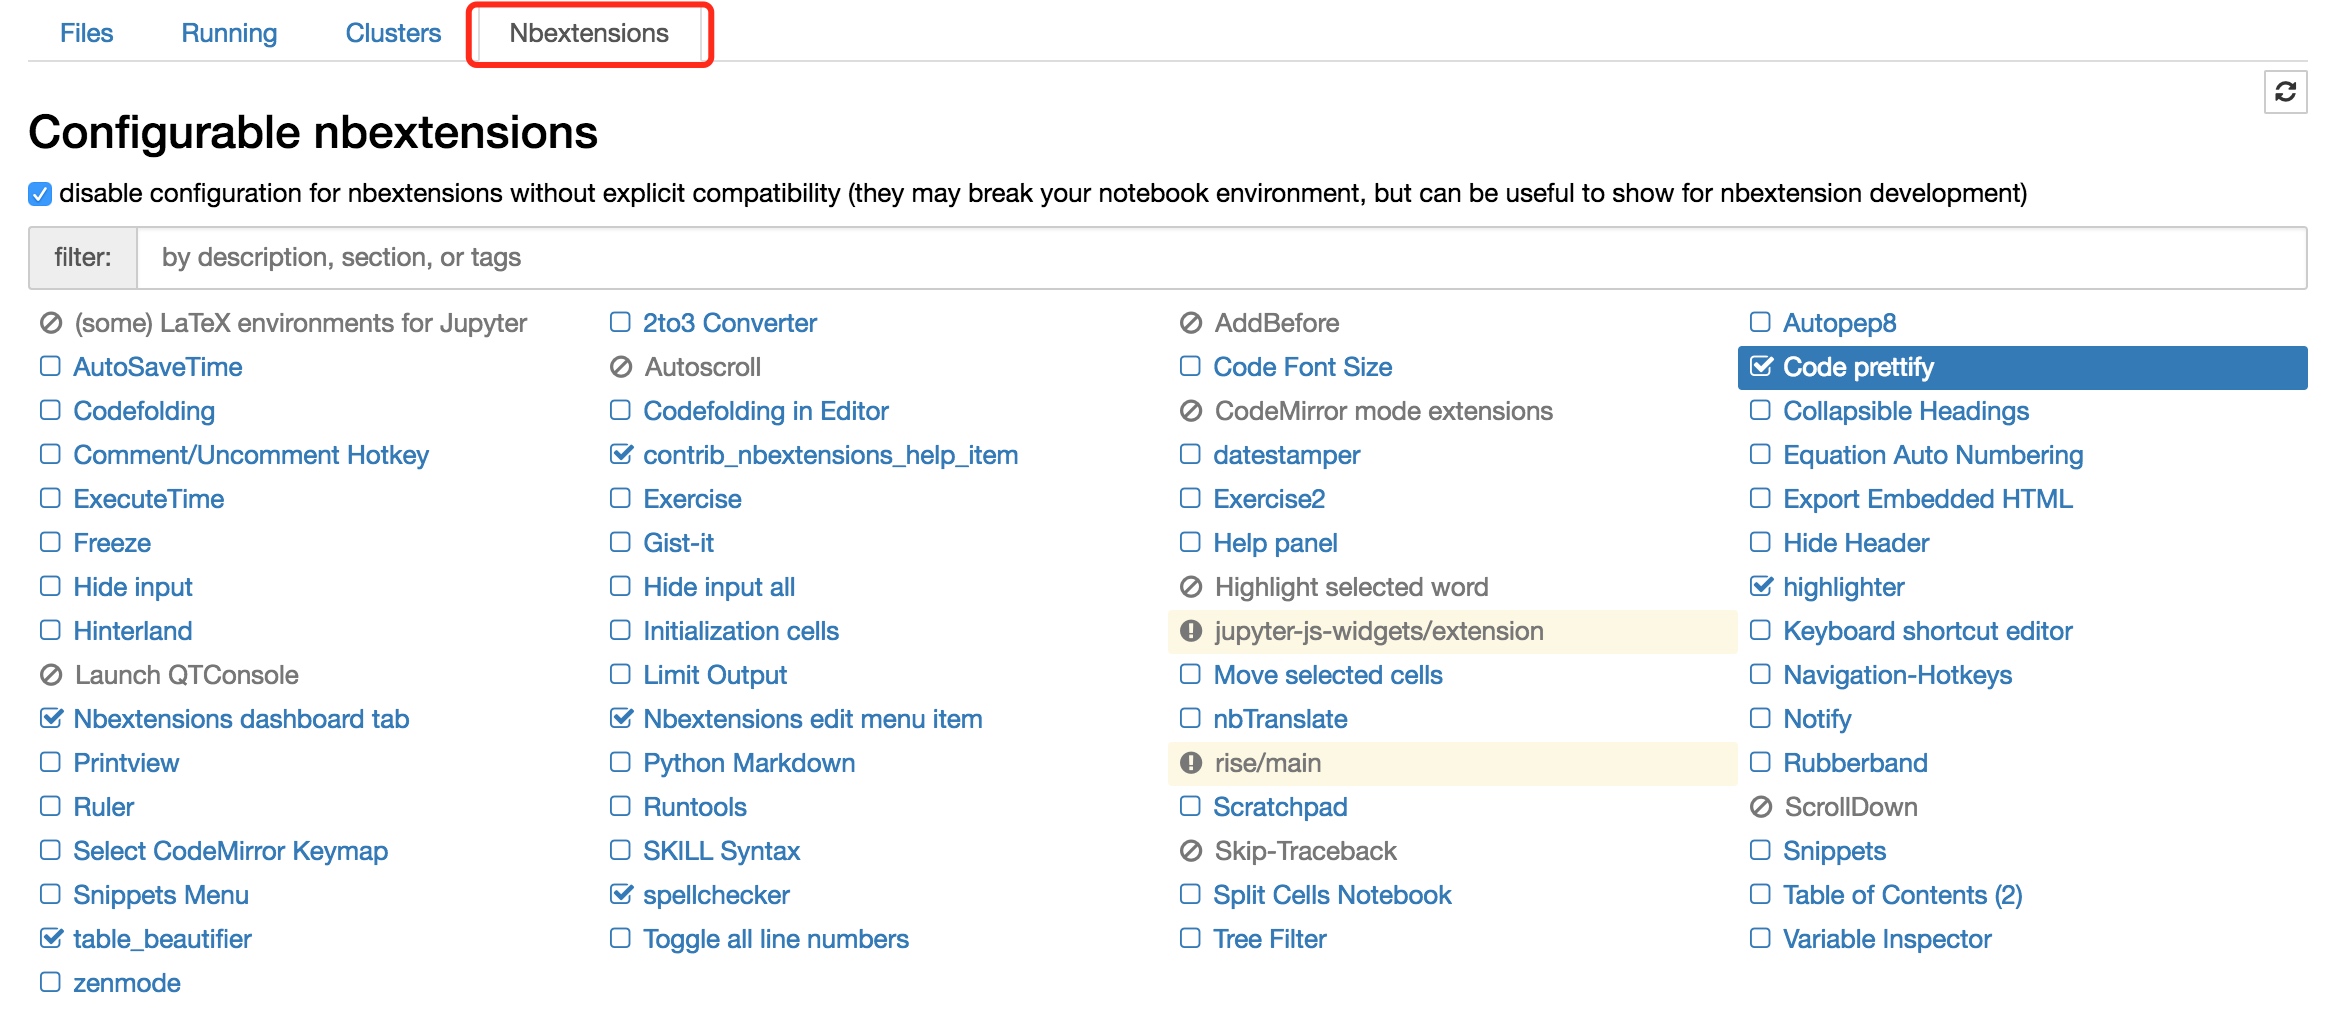 Files Running Clusters Nbextensions
Configurable nbextensions
disable configuration for nbextensions without explicit compatibility (they may break your notebook environment, but can be useful to show for nbextension development)
filter: by description, section, or tags
(some) LaTeX environments for Jupyter 2to3 Converter AddBefore Autopep8
AutoSaveTime Autoscroll Code Font Size Code prettify
Codefolding Codefolding in Editor CodeMirror mode extensions Collapsible Headings
Comment/Uncomment Hotkey contrib_nbextensions_help_item datestamper Equation Auto Numbering
ExecuteTime Exercise Exercise2 Export Embedded HTML
Freeze Gist-it Help panel Hide Header
Hide input Hide input all Highlight selected word highlighter
Hinterland Initialization cells jupyter-js-widgets/extension Keyboard shortcut editor
Launch QTConsole Limit Output Move selected cells Navigation-Hotkeys
Nbextensions dashboard tab Nbextensions edit menu item nbTranslate Notify
Printview Python Markdown rise/main Rubberband
Ruler Runtools Scratchpad ScrollDown
Select CodeMirror Keymap SKILL Syntax Skip-Traceback Snippets
Snippets Menu spellchecker Split Cells Notebook Table of Contents (2)
table_beautifier Toggle all line numbers Tree Filter Variable Inspector
zenmode